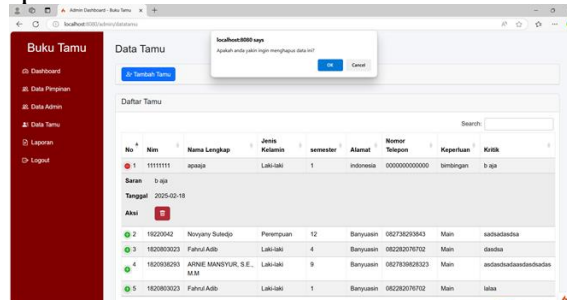 Admin Dashboard - Buku Tamu
localhost:8080/admin/datatamu
Buku Tamu
Dashboard
Data Pimpinan
Data Admin
Data Tamu
Laporan
Logout
Data Tamu
localhost:8080 says
Apakah anda yakin ingin menghapus data ini?
OK Cancel
Tambah Tamu
Daftar Tamu
Search:
No Nim Nama Lengkap Jenis Kelamin semester Alamat Nomor Telepon Keperluan Kritik
1 11111111 apaaja Laki-laki 1 indonesia 0000000000000 bimbingan b aja
Saran b aja
Tanggal 2025-02-18
Aksi
2 19220042 Novyany Sutedjo Perempuan 12 Banyuasin 082738293843 Main sadsadasdsa
3 1820803023 Fahrul Adib Laki-laki 4 Banyuasin 082282076702 Main dasdsa
4 1820938293 ARNIE MANSYUR, S.E., M.M Laki-laki 9 Banyuasin 0827839828323 Main asdasdsadaasdasdsadas
5 1820803023 Fahrul Adib Laki-laki 1 Banyuasin 082282076702 Main lalaa